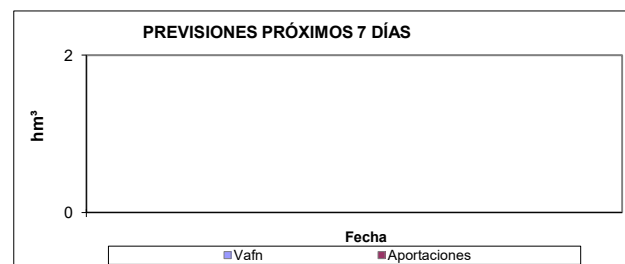 PREVISIONES PRÓXIMOS 7 DÍAS
2
hm³
0
Fecha
Vafn Aportaciones